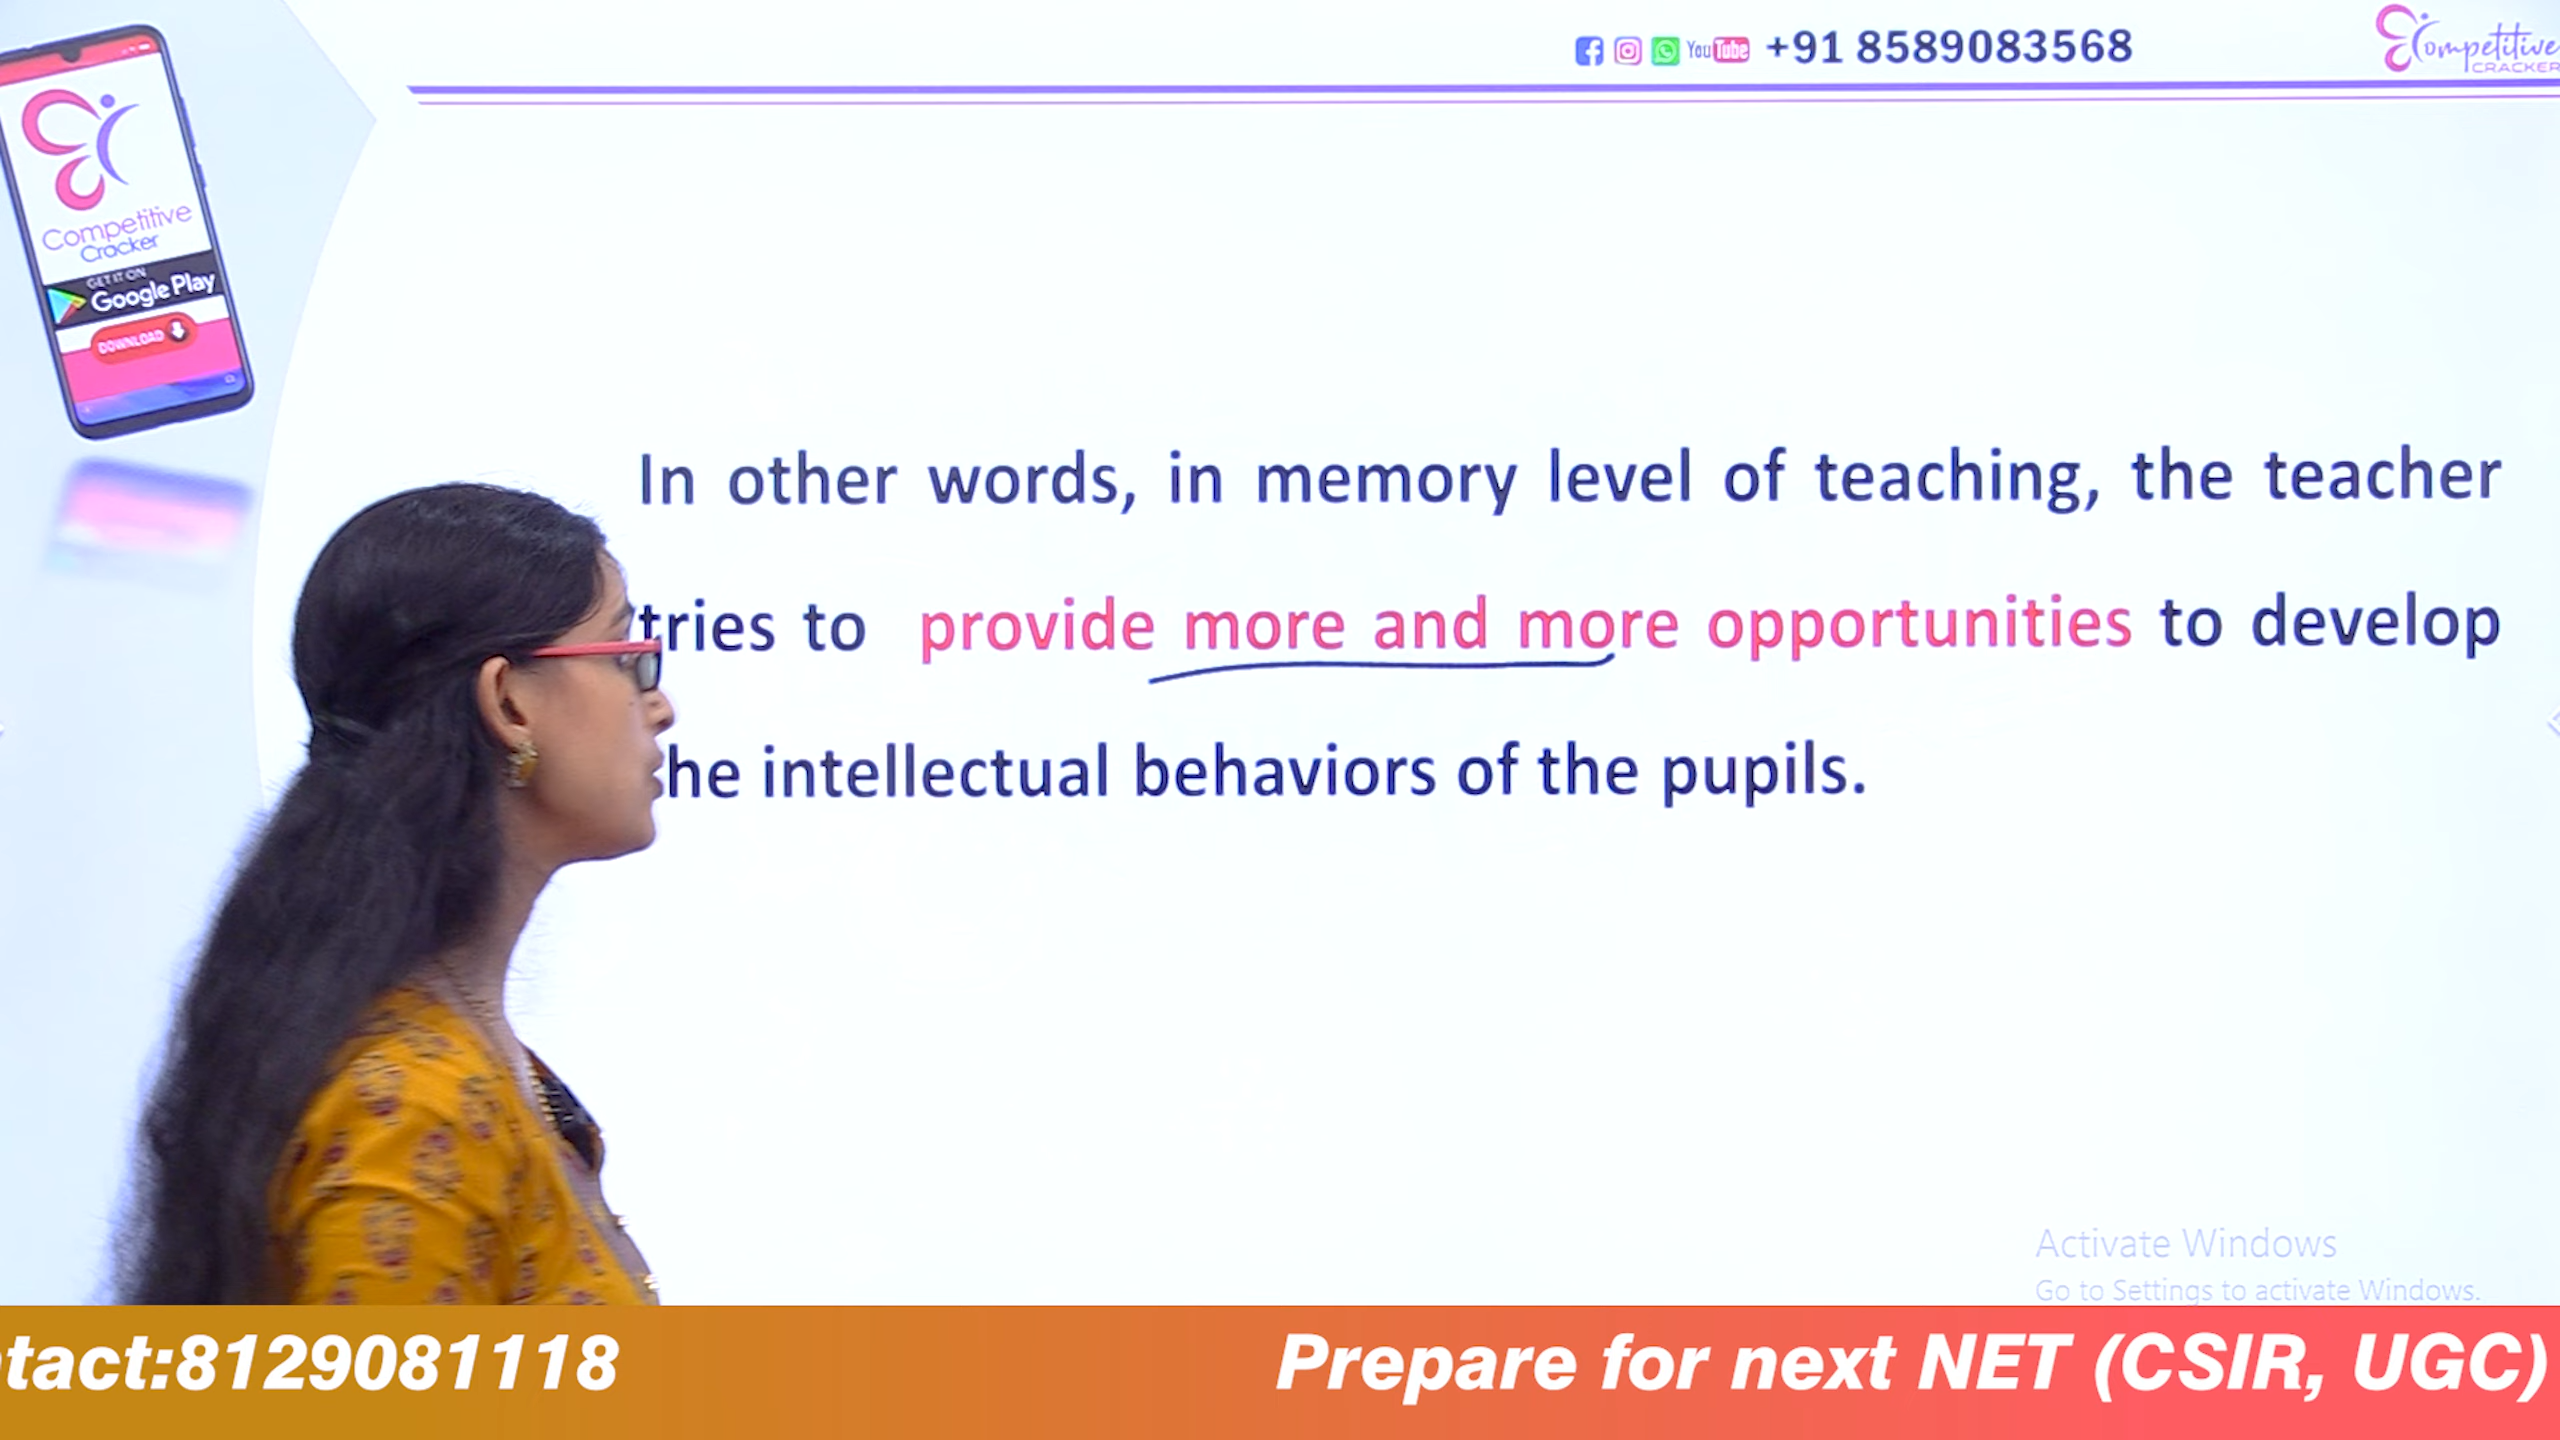 You Tube +91 8589083568
Competitive
CRACKER
Competitive
Cracker
GET IT ON
Google Play
DOWNLOAD
In other words, in memory level of teaching, the teacher
tries to provide more and more opportunities to develop
he intellectual behaviors of the pupils.
Activate Windows
Go to Settings to activate Windows.
tact:8129081118 Prepare for next NET (CSIR, UGC)